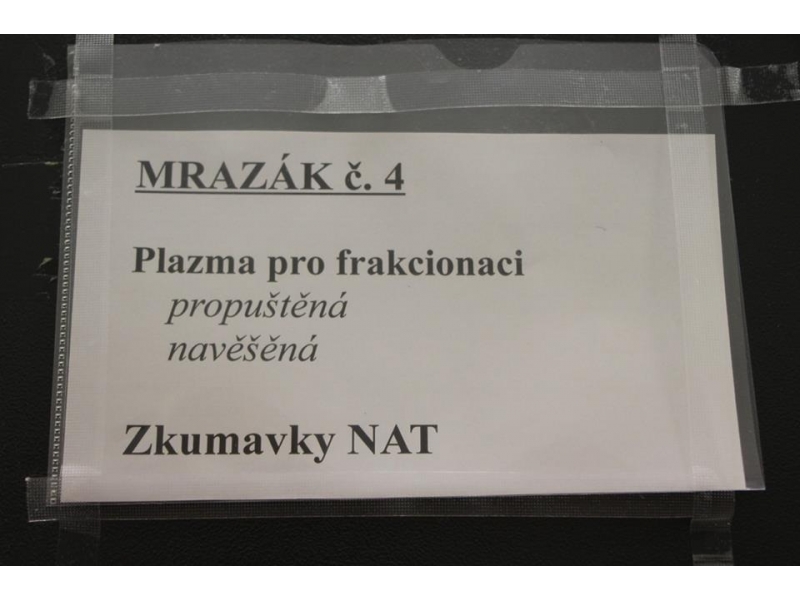 MRAZÁK č. 4
Plazma pro frakcionaci
propuštěná
navěšěná
Zkumavky NAT